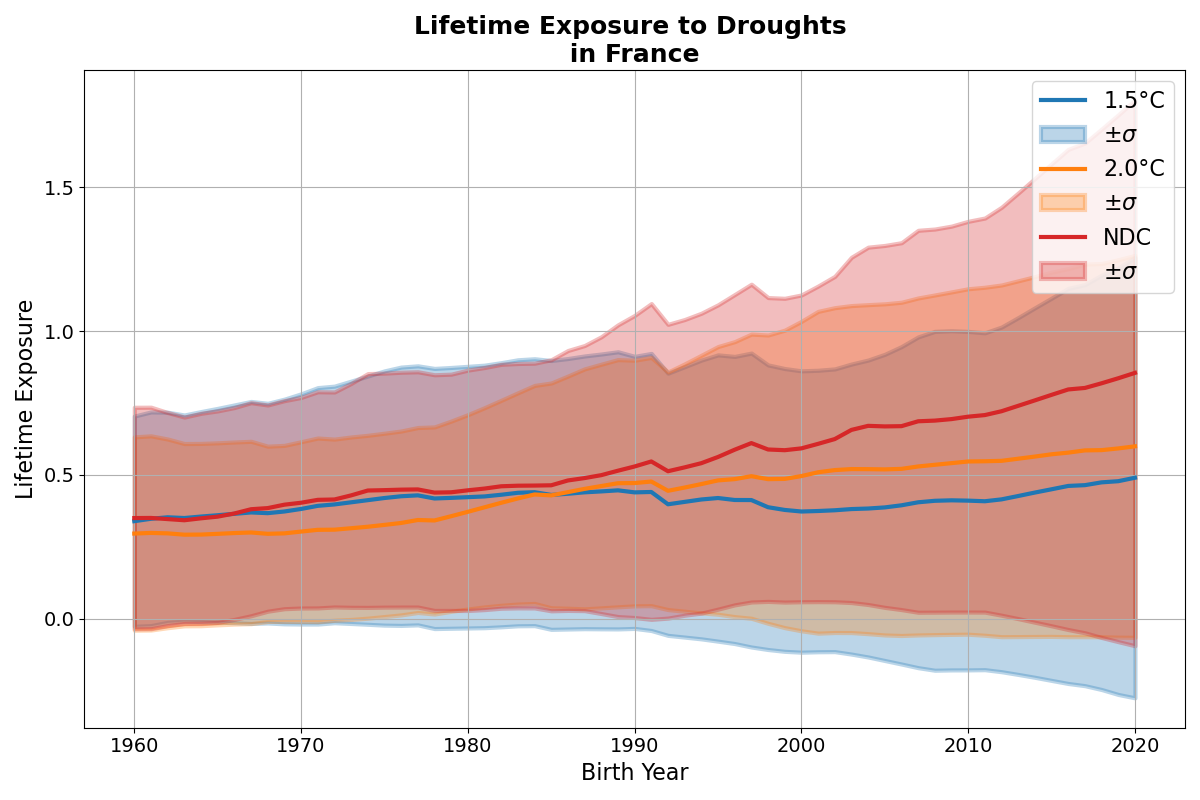 Lifetime Exposure to Droughts
in France
1.5°C
±σ
2.0°C
±σ
NDC
±σ
Lifetime Exposure
1.5
1.0
0.5
0.0
1960
1970
1980
1990
2000
2010
2020
Birth Year